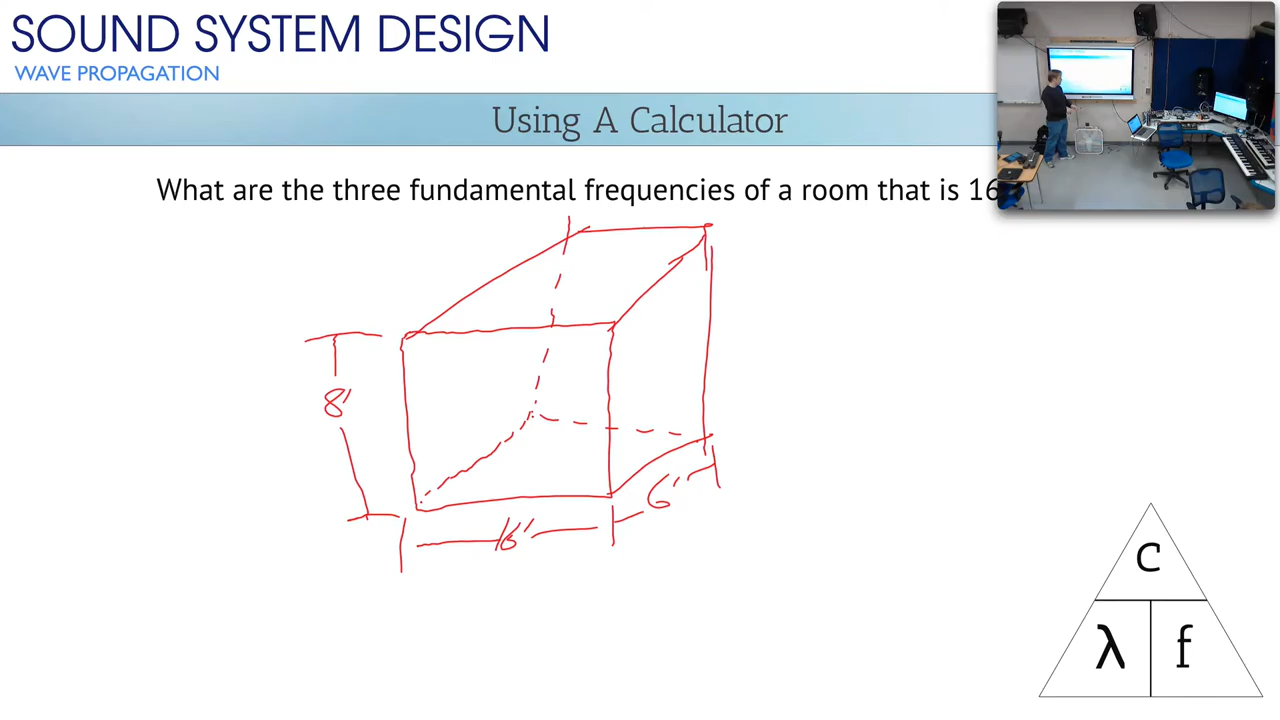 SOUND SYSTEM DESIGN
WAVE PROPAGATION
Using A Calculator
What are the three fundamental frequencies of a room that is 16
8'
6'
16'
c
λ f